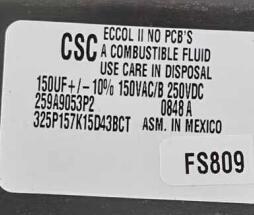 ECCOL II NO PCB'S
CSC A COMBUSTIBLE FLUID
USE CARE IN DISPOSAL
150UF+/-10% 150VAC/B 250VDC
259A9053P2 0848A
325P157K15D43BCT ASM. IN MEXICO
FS809